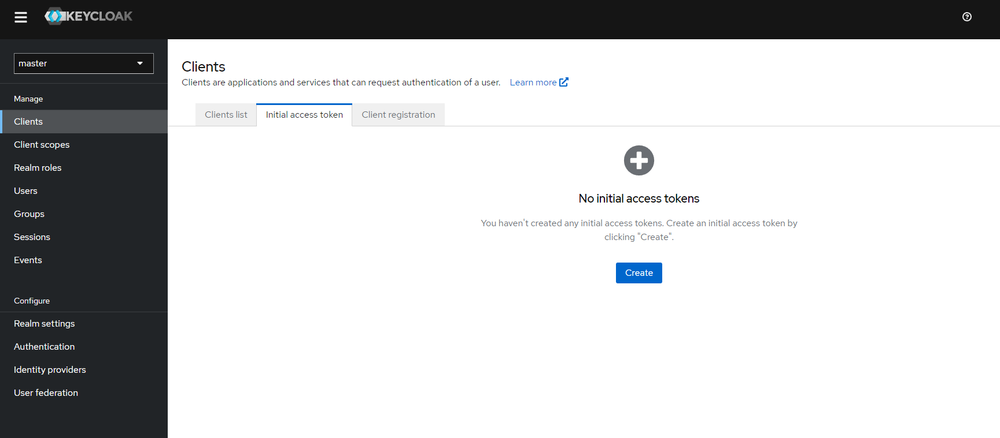 KEYCLOAK
master
Manage
Clients
Client scopes
Realm roles
Users
Groups
Sessions
Events
Configure
Realm settings
Authentication
Identity providers
User federation
Clients
Clients are applications and services that can request authentication of a user. Learn more
Clients list Initial access token Client registration
No initial access tokens
You haven't created any initial access tokens. Create an initial access token by
clicking "Create".
Create